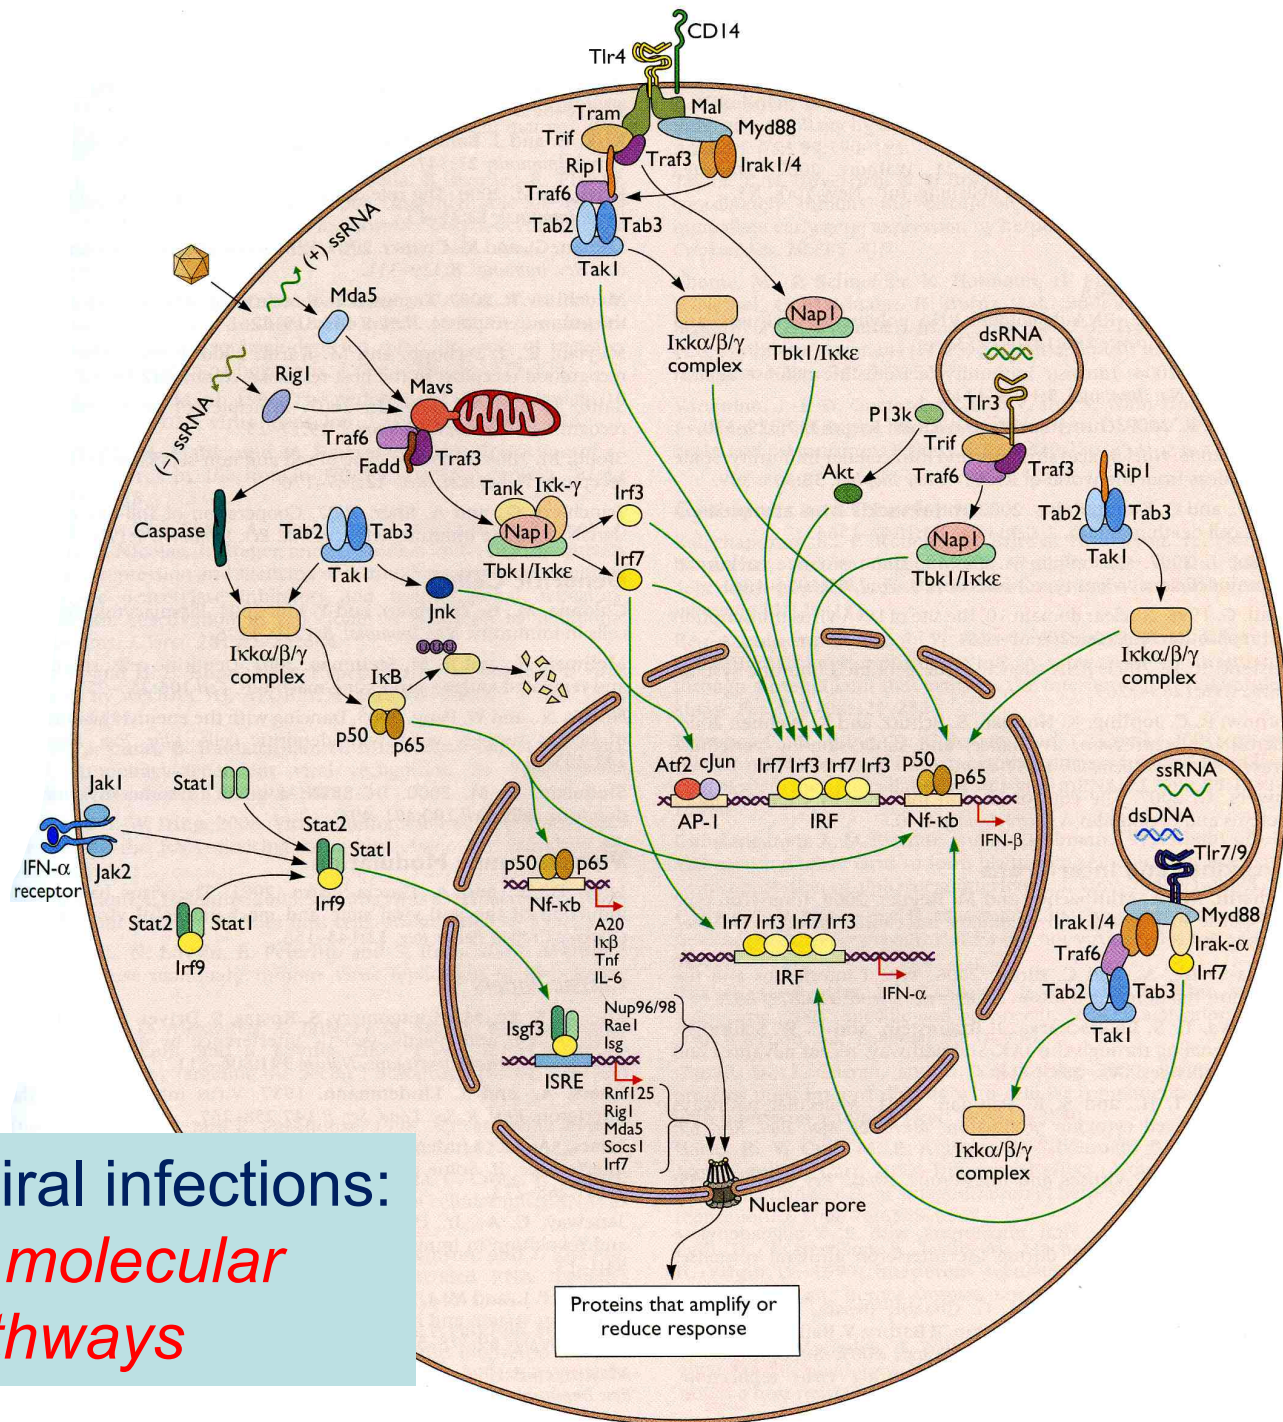 CD14
Tlr4
Tram
Mal
Trif
Myd88
Rip1
Traf3
Irak1/4
Traf6
Tab2
Tab3
Tak1
(+) ssRNA
Mda5
Iκkα/β/γ
complex
Nap1
Tbk1/Iκkε
dsRNA
Tlr3
(−) ssRNA
Rig1
Mavs
P13k
Trif
Traf6
Traf3
Traf6
Fadd
Traf3
Akt
Rip1
Tank
Iκk-γ
Irf3
Caspase
Tab2
Tab3
Nap1
Tab2
Tab3
Nap1
Tak1
Tbk1/Iκkε
Irf7
Tbk1/Iκkε
Tak1
Jnk
Iκkα/β/γ
complex
IκB
Iκkα/β/γ
complex
p50
p65
Atf2
cJun
Irf7 Irf3 Irf7 Irf3
p50
p65
AP-1
IRF
Nf-κb
IFN-β
ssRNA
dsDNA
Tlr7/9
Jak1
Stat1
Stat2
Stat1
IFN-α
receptor
Jak2
Irf9
p50
p65
Nf-κb
Stat2
Stat1
Irf9
A20
Iκβ
Tnf
IL-6
Irf7 Irf3 Irf7 Irf3
IRF
IFN-α
Irak1/4
Myd88
Traf6
Irak-α
Irf7
Tab2
Tab3
Tak1
Isgf3
Nup96/98
Rae1
Isg
ISRE
Rnf125
Rig1
Mda5
Socs1
Irf7
Iκkα/β/γ
complex
Nuclear pore
iral infections:
molecular
thways
Proteins that amplify or
reduce response